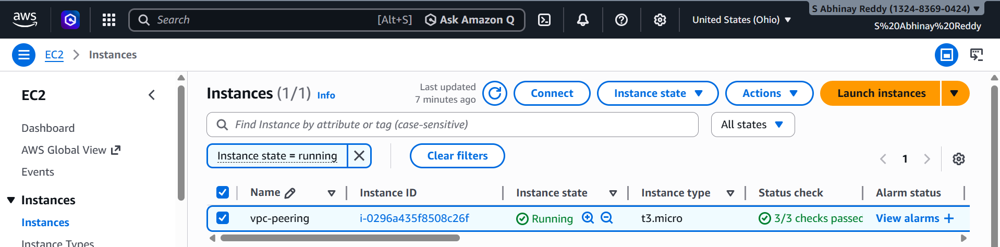 aws
Search [Alt+S] Ask Amazon Q
United States (Ohio)
S Abhinay Reddy (1324-8369-0424)
S%20Abhinay%20Reddy
EC2 Instances
EC2
Dashboard
AWS Global View
Events
Instances
Instances
Instance Types
Instances (1/1) Info
Last updated
7 minutes ago
Connect Instance state Actions Launch instances
Find Instance by attribute or tag (case-sensitive) All states
Instance state = running Clear filters
1
Name Instance ID Instance state Instance type Status check Alarm status
vpc-peering i-0296a435f8508c26f Running t3.micro 3/3 checks passed View alarms +